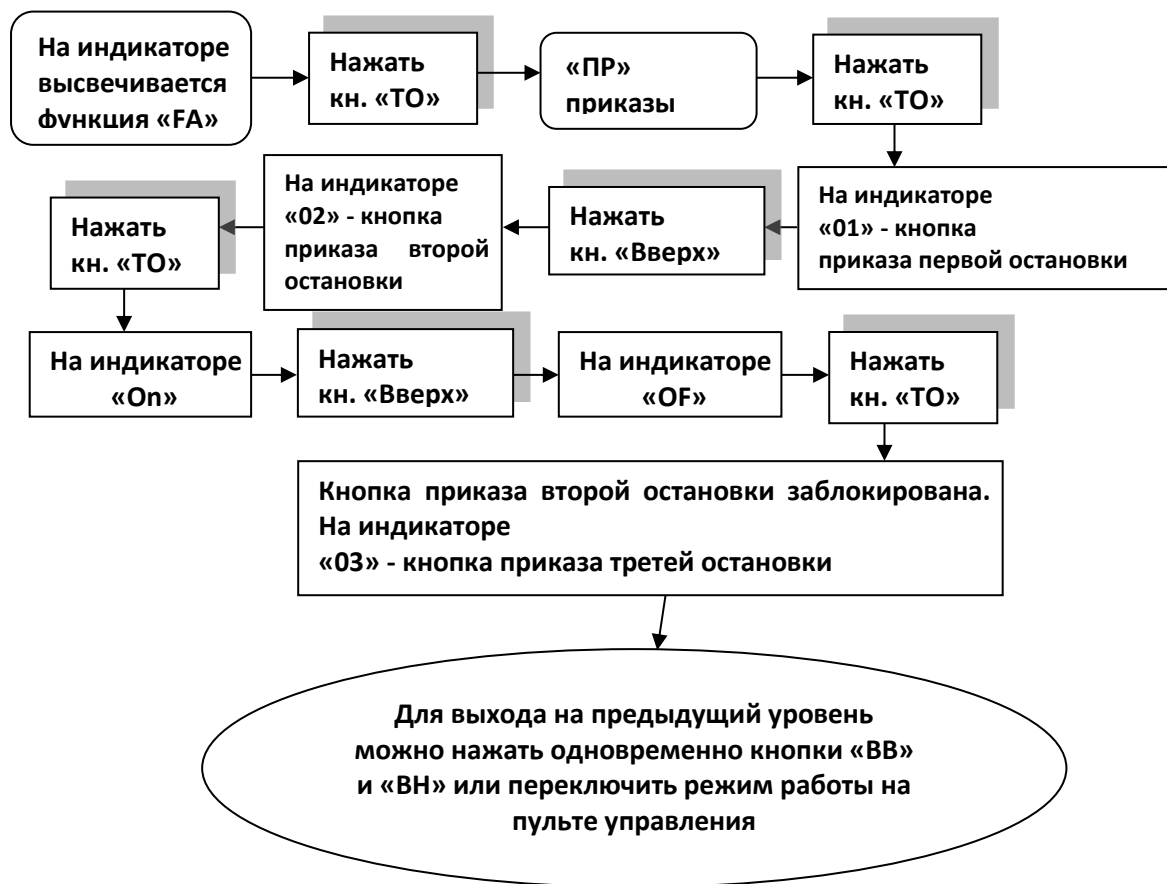 На индикаторе
высвечивается
функция «FA»
Нажать
кн. «ТО»
«ПР»
приказы
Нажать
кн. «ТО»
На индикаторе
«01» - кнопка
приказа первой остановки
Нажать
кн. «Вверх»
На индикаторе
«02» - кнопка
приказа второй
остановки
Нажать
кн. «ТО»
На индикаторе
«On»
Нажать
кн. «Вверх»
На индикаторе
«OF»
Нажать
кн. «ТО»
Кнопка приказа второй остановки заблокирована.
На индикаторе
«03» - кнопка приказа третей остановки
Для выхода на предыдущий уровень
можно нажать одновременно кнопки «ВВ»
и «ВН» или переключить режим работы на
пульте управления